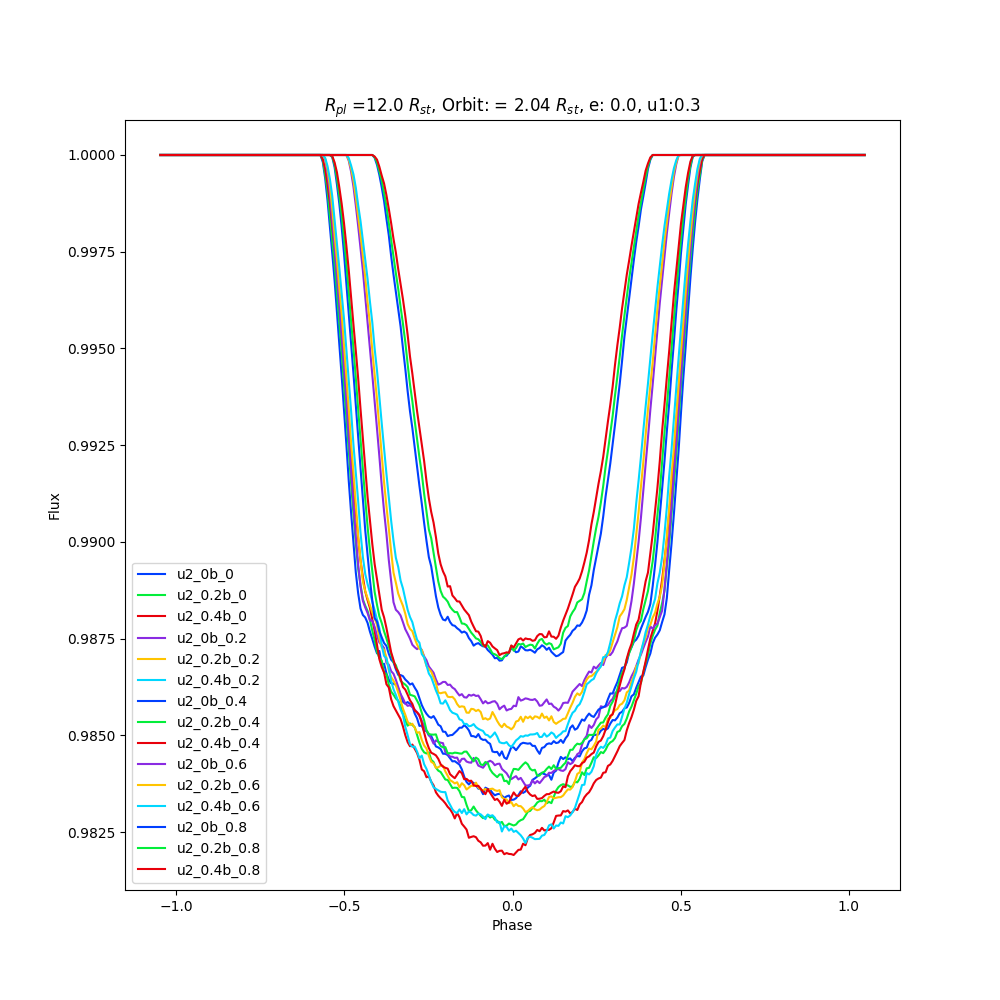 R_pl =12.0 R_st, Orbit: = 2.04 R_st, e: 0.0, u1:0.3
1.0000
0.9975
0.9950
0.9925
0.9900
0.9875
0.9850
0.9825
Flux
u2_0b_0
u2_0.2b_0
u2_0.4b_0
u2_0b_0.2
u2_0.2b_0.2
u2_0.4b_0.2
u2_0b_0.4
u2_0.2b_0.4
u2_0.4b_0.4
u2_0b_0.6
u2_0.2b_0.6
u2_0.4b_0.6
u2_0b_0.8
u2_0.2b_0.8
u2_0.4b_0.8
−1.0 −0.5 0.0 0.5 1.0
Phase